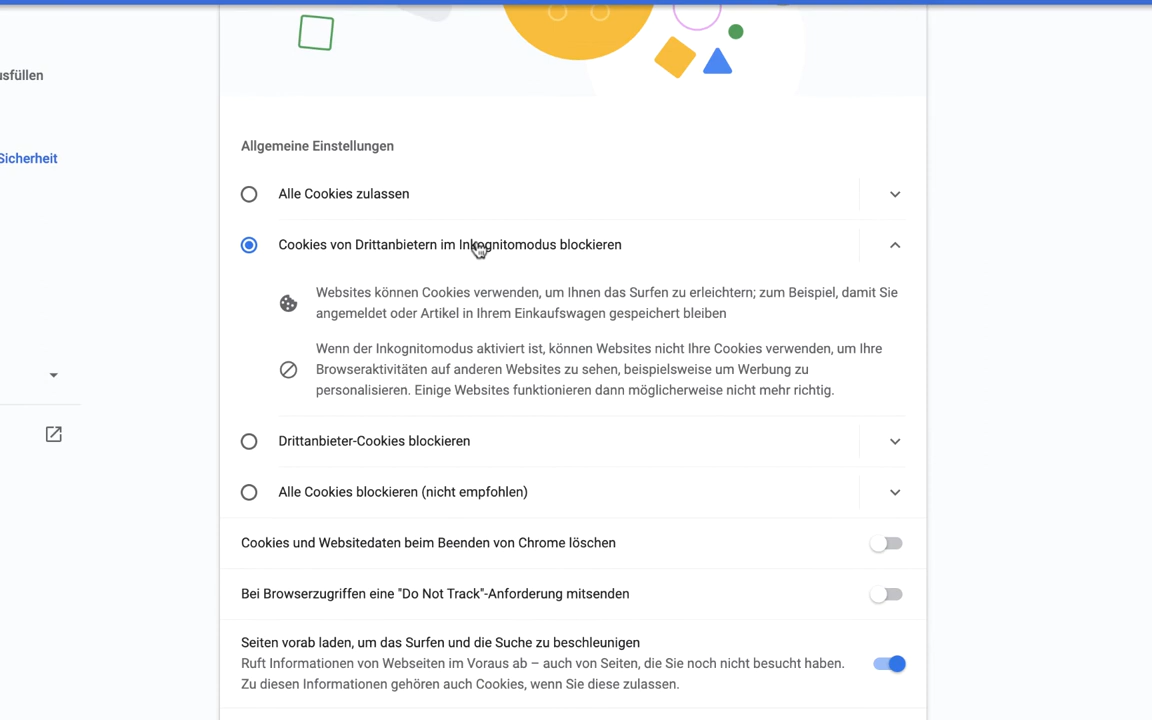 usfüllen
Sicherheit
Allgemeine Einstellungen
Alle Cookies zulassen
Cookies von Drittanbietern im Inkognitomodus blockieren
Websites können Cookies verwenden, um Ihnen das Surfen zu erleichtern; zum Beispiel, damit Sie
angemeldet oder Artikel in Ihrem Einkaufswagen gespeichert bleiben
Wenn der Inkognitomodus aktiviert ist, können Websites nicht Ihre Cookies verwenden, um Ihre
Browseraktivitäten auf anderen Websites zu sehen, beispielsweise um Werbung zu
personalisieren. Einige Websites funktionieren dann möglicherweise nicht mehr richtig.
Drittanbieter-Cookies blockieren
Alle Cookies blockieren (nicht empfohlen)
Cookies und Websitedaten beim Beenden von Chrome löschen
Bei Browserzugriffen eine "Do Not Track"-Anforderung mitsenden
Seiten vorab laden, um das Surfen und die Suche zu beschleunigen
Ruft Informationen von Webseiten im Voraus ab – auch von Seiten, die Sie noch nicht besucht haben.
Zu diesen Informationen gehören auch Cookies, wenn Sie diese zulassen.